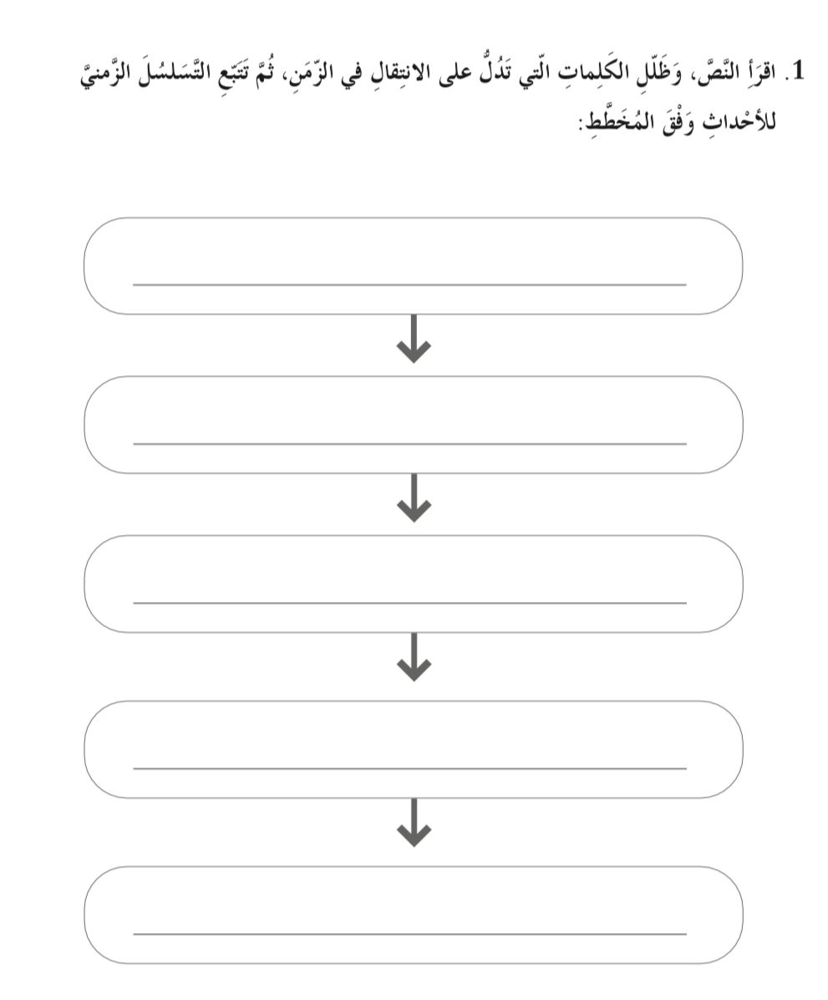 1. اقرَأِ النَّصَّ، وَظَلِّلِ الكَلِماتِ الّتي تَدُلُّ على الانتِقالِ في الزّمَنِ، ثُمَّ تَتَبّعِ التَّسَلسُلَ الزَّمنيَّ
للأحْداثِ وَفْقَ المُخَطَّطِ: